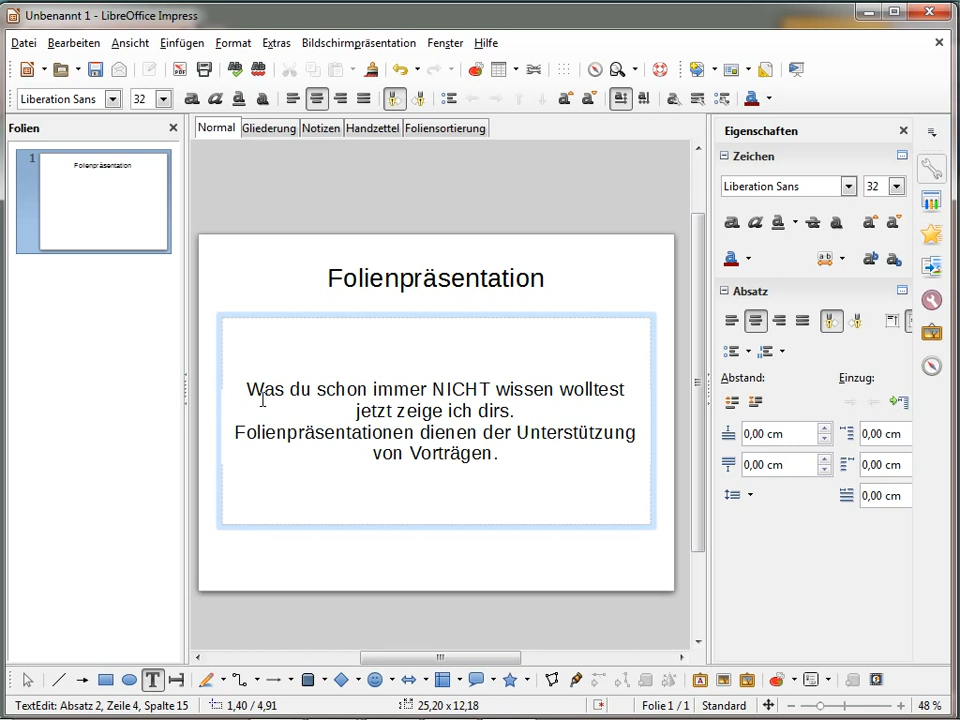 Unbenannt 1 - LibreOffice Impress
Datei Bearbeiten Ansicht Einfügen Format Extras Bildschirmpräsentation Fenster Hilfe
Liberation Sans 32
Folien
Normal Gliederung Notizen Handzettel Foliensortierung
Eigenschaften
Zeichen
1
Folienpräsentation
Liberation Sans 32
Folienpräsentation
Absatz
Was du schon immer NICHT wissen wolltest
jetzt zeige ich dirs.
Folienpräsentationen dienen der Unterstützung
von Vorträgen.
Abstand: Einzug:
0,00 cm 0,00 cm
0,00 cm 0,00 cm
0,00 cm
TextEdit: Absatz 2, Zeile 4, Spalte 15 1,40 / 4,91 25,20 x 12,18 Folie 1 / 1 Standard 48 %